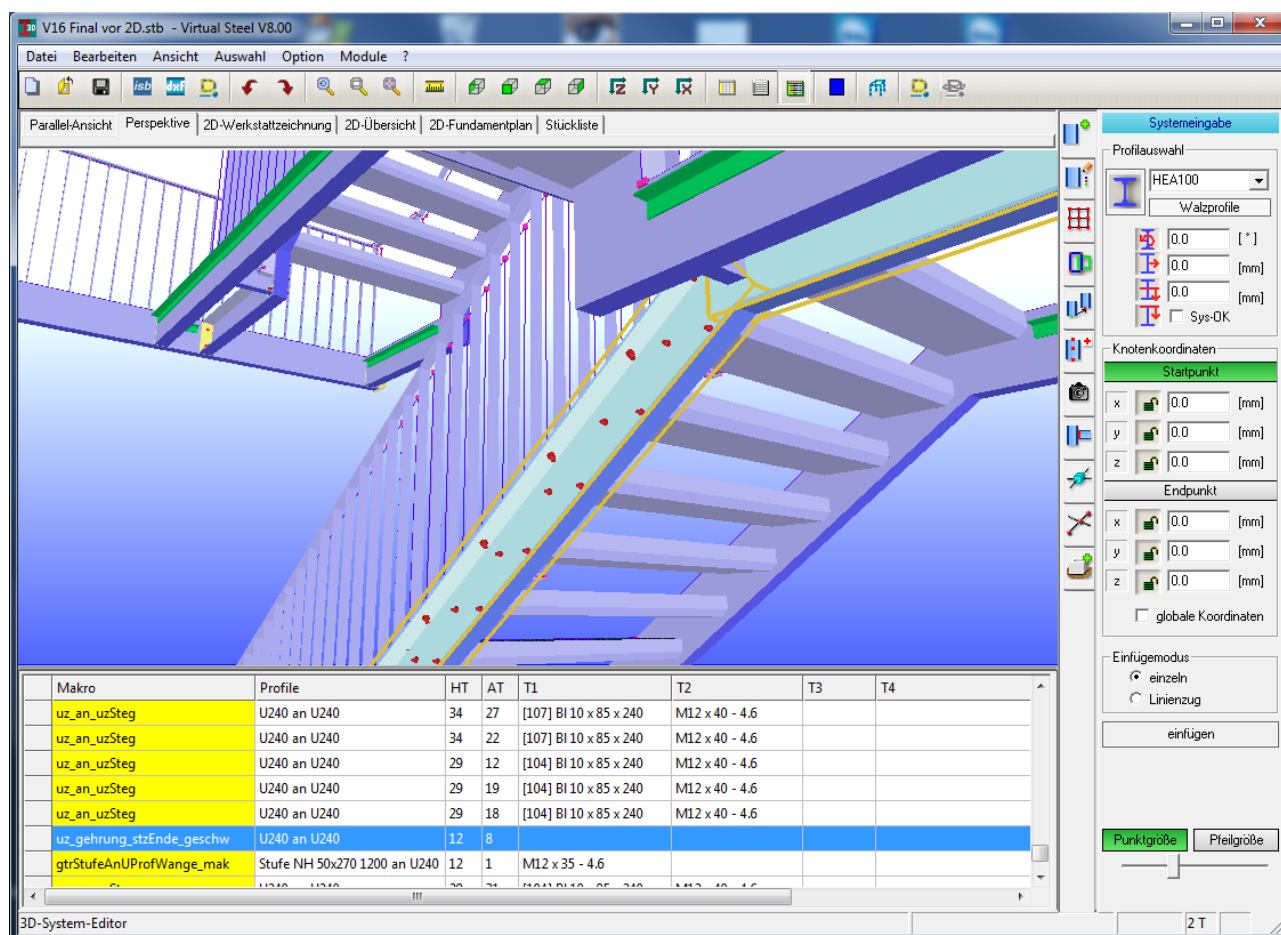 V16 Final vor 2D.stb - Virtual Steel V8.00
Datei Bearbeiten Ansicht Auswahl Option Module ?
isb dxf Z Y X
Parallel-Ansicht Perspektive 2D-Werkstattzeichnung 2D-Übersicht 2D-Fundamentplan Stückliste
Systemeingabe
Profilauswahl
HEA100
Walzprofile
0.0 [°]
0.0 [mm]
0.0 [mm]
Sys-OK
Knotenkoordinaten
Startpunkt
x 0.0 [mm]
y 0.0 [mm]
z 0.0 [mm]
Endpunkt
x 0.0 [mm]
y 0.0 [mm]
z 0.0 [mm]
globale Koordinaten
Einfügemodus
einzeln
Linienzug
einfügen
Punktgröße Pfeilgröße
Makro Profile HT AT T1 T2 T3 T4
uz_an_uzSteg U240 an U240 34 27 [107] Bl 10 x 85 x 240 M12 x 40 - 4.6
uz_an_uzSteg U240 an U240 34 22 [107] Bl 10 x 85 x 240 M12 x 40 - 4.6
uz_an_uzSteg U240 an U240 29 12 [104] Bl 10 x 85 x 240 M12 x 40 - 4.6
uz_an_uzSteg U240 an U240 29 19 [104] Bl 10 x 85 x 240 M12 x 40 - 4.6
uz_an_uzSteg U240 an U240 29 18 [104] Bl 10 x 85 x 240 M12 x 40 - 4.6
uz_gehrung_stzEnde_geschw U240 an U240 12 8
gtrStufeAnUProfWange_mak Stufe NH 50x270 1200 an U240 12 1 M12 x 35 - 4.6
3D-System-Editor
2 T